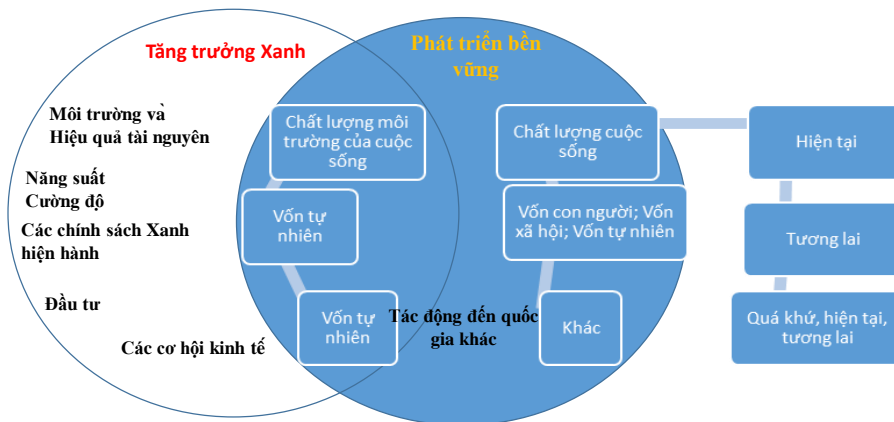 Tăng trưởng Xanh
Phát triển bền
vững
Môi trường và
Hiệu quả tài nguyên
Năng suất
Cường độ
Các chính sách Xanh
hiện hành
Đầu tư
Các cơ hội kinh tế
Chất lượng môi
trường của cuộc
sống
Vốn tự
nhiên
Vốn tự
nhiên
Tác động đến quốc
gia khác
Chất lượng cuộc
sống
Vốn con người; Vốn
xã hội; Vốn tự nhiên
Khác
Hiện tại
Tương lai
Quá khứ, hiện tại,
tương lai